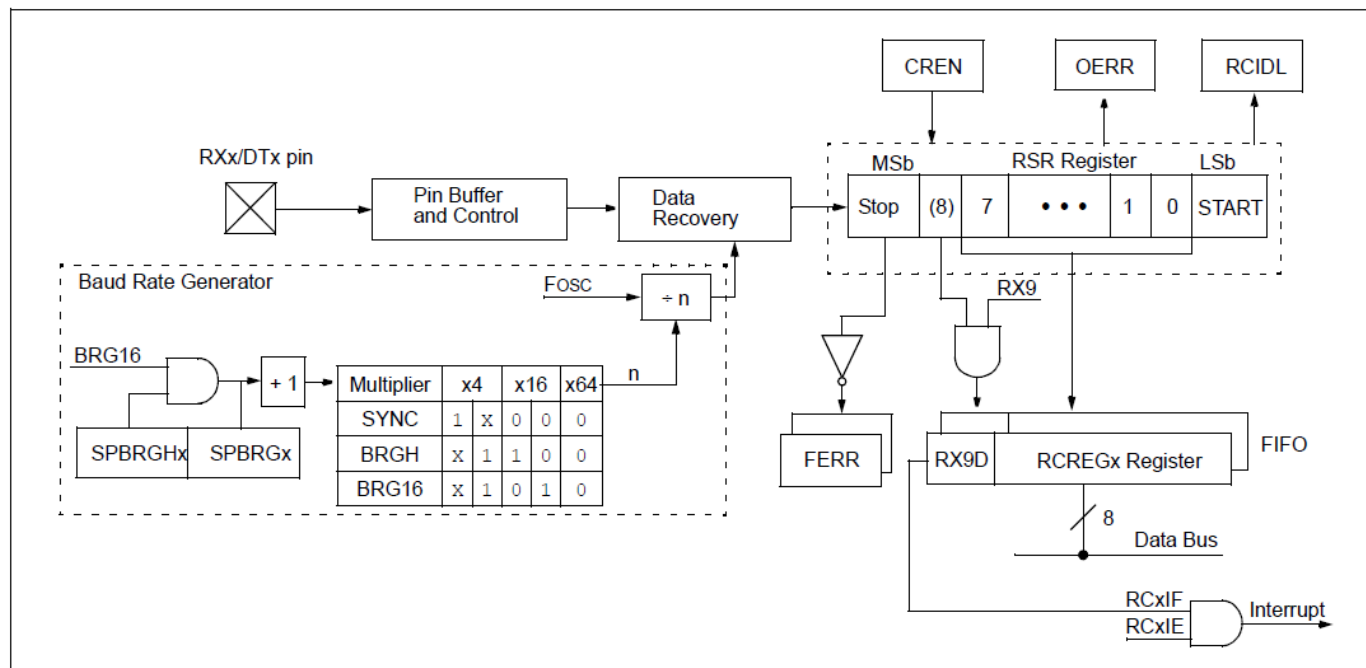 CREN
OERR
RCIDL
RXx/DTx pin
MSb
RSR Register
LSb
Pin Buffer
and Control
Data
Recovery
Stop
(8)
7
• • •
1
0
START
Baud Rate Generator
FOSC
÷ n
RX9
BRG16
+ 1
n
Multiplier x4 x16 x64
SYNC 1 X 0 0 0
BRGH X 1 1 0 0
BRG16 X 1 0 1 0
SPBRGHx
SPBRGx
FERR
RX9D
RCREGx Register
FIFO
8
Data Bus
RCxIF
RCxIE
Interrupt